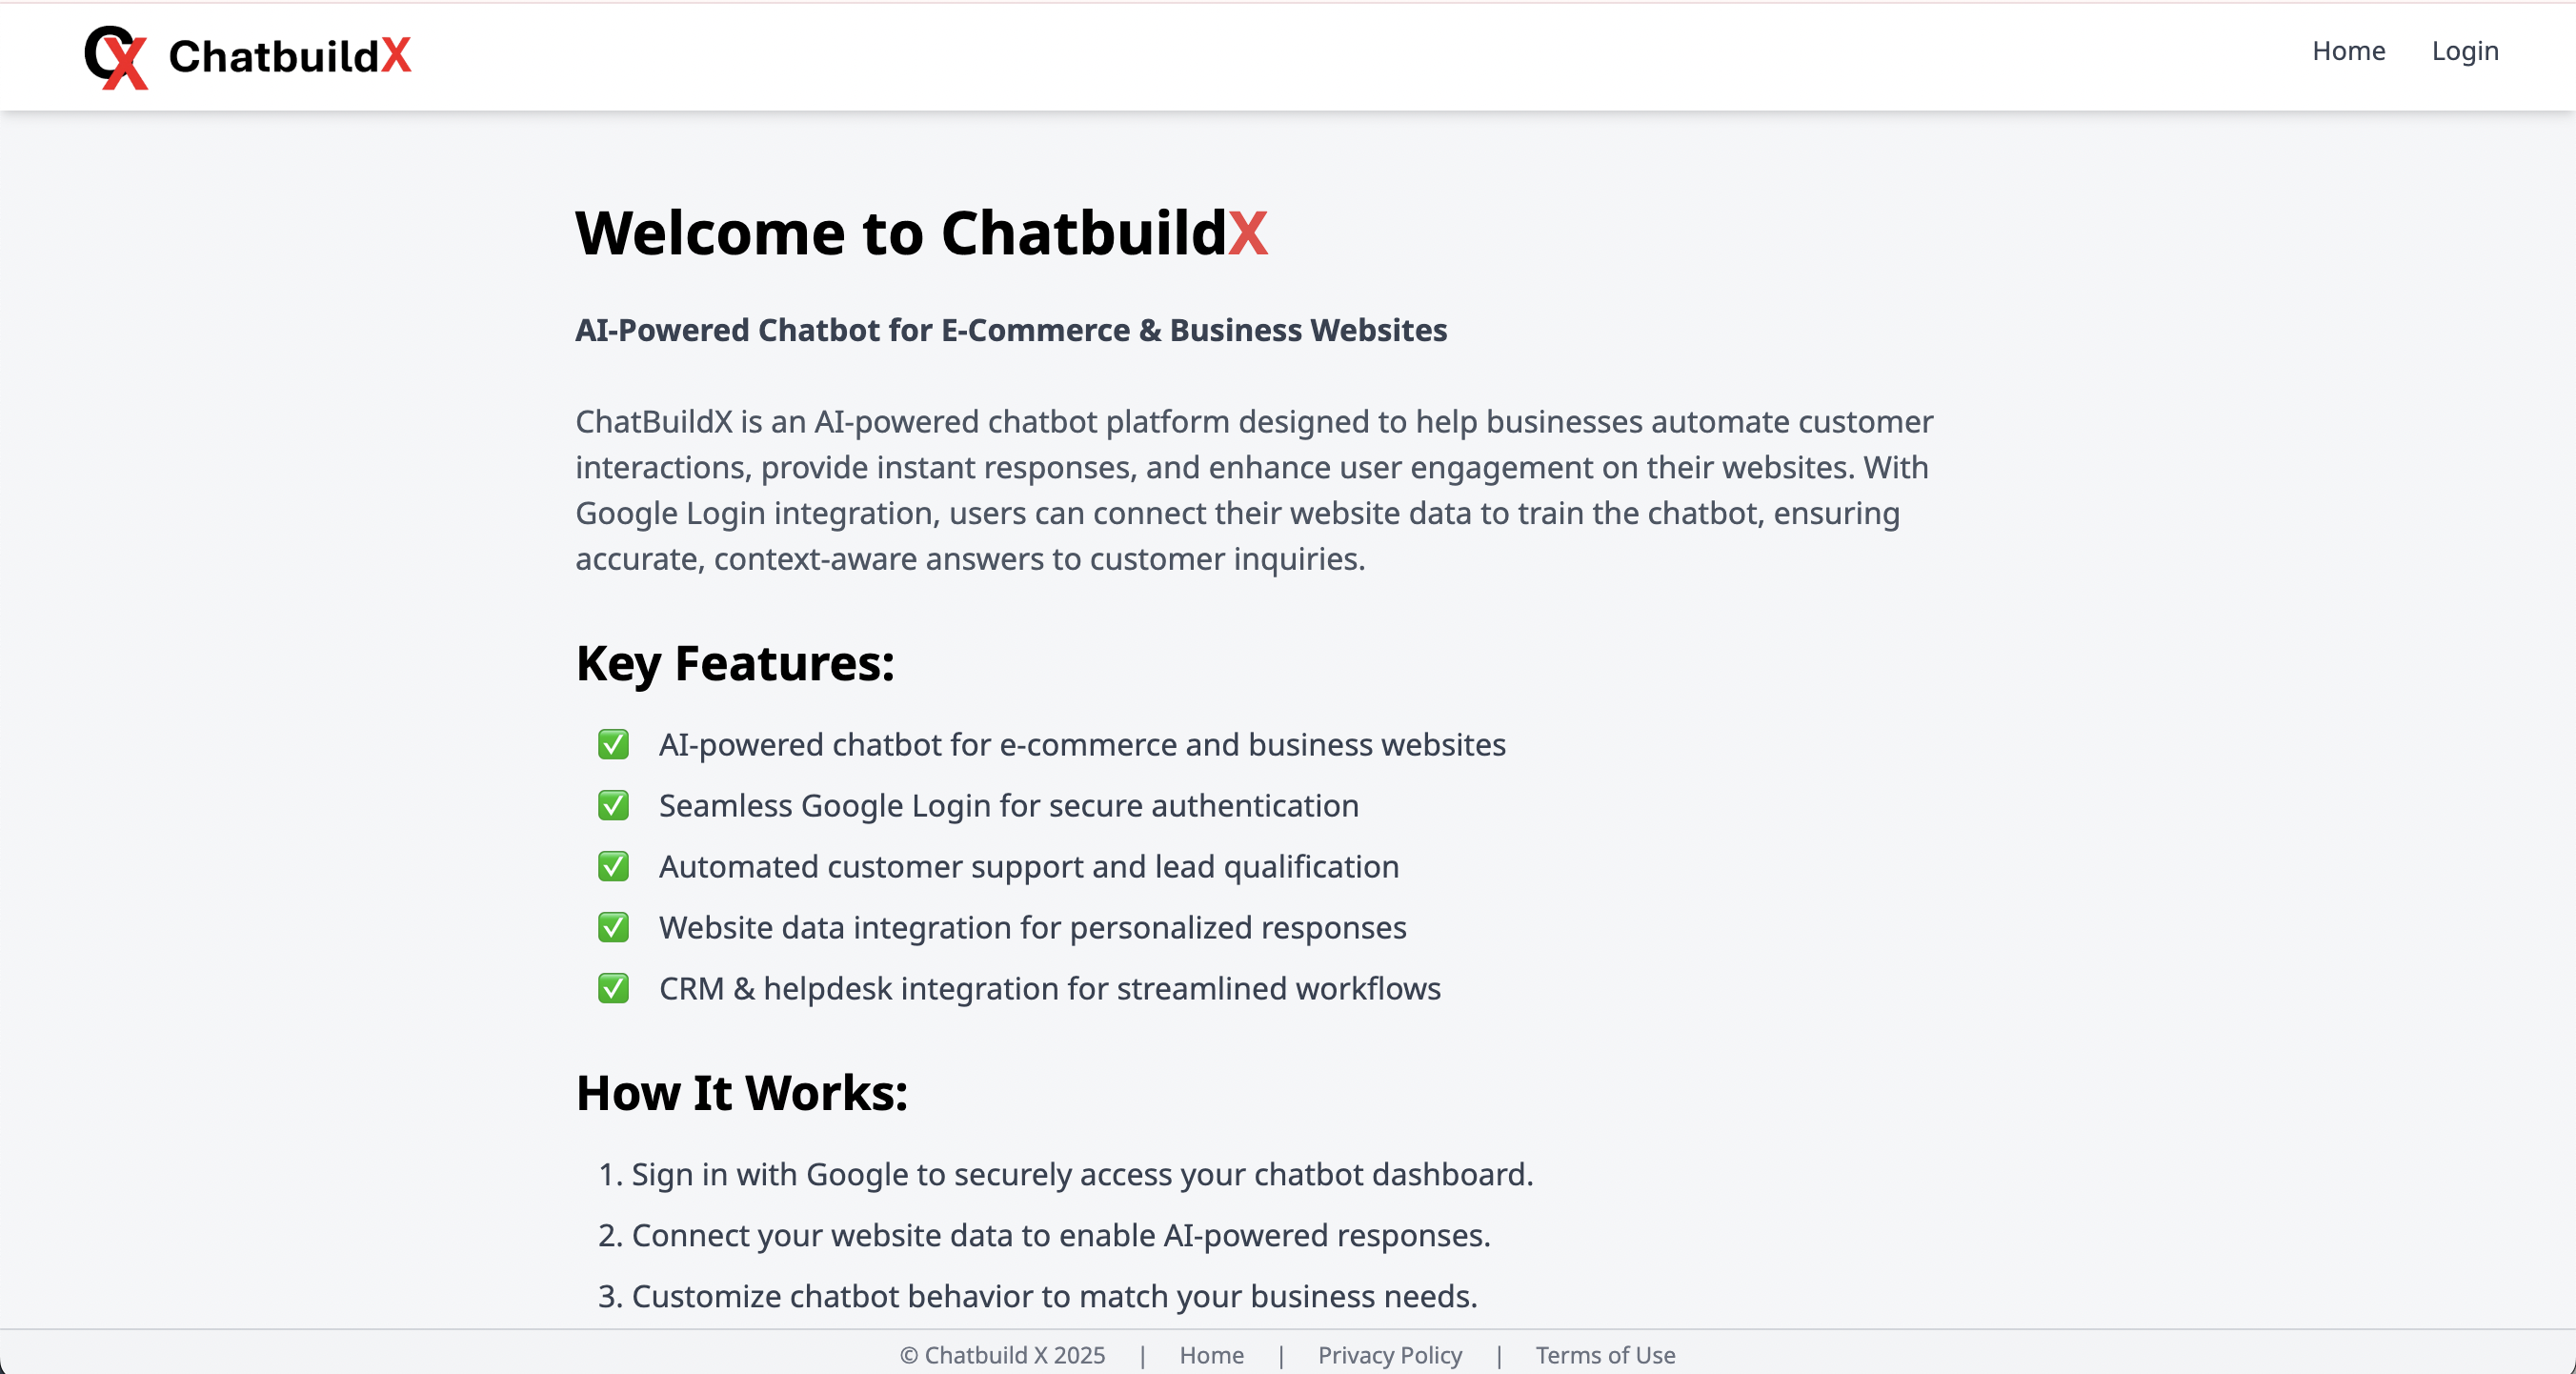 CX ChatbuildX
Home Login
Welcome to ChatbuildX
AI-Powered Chatbot for E-Commerce & Business Websites
ChatBuildX is an AI-powered chatbot platform designed to help businesses automate customer
interactions, provide instant responses, and enhance user engagement on their websites. With
Google Login integration, users can connect their website data to train the chatbot, ensuring
accurate, context-aware answers to customer inquiries.
Key Features:
✅ AI-powered chatbot for e-commerce and business websites
✅ Seamless Google Login for secure authentication
✅ Automated customer support and lead qualification
✅ Website data integration for personalized responses
✅ CRM & helpdesk integration for streamlined workflows
How It Works:
1. Sign in with Google to securely access your chatbot dashboard.
2. Connect your website data to enable AI-powered responses.
3. Customize chatbot behavior to match your business needs.
© Chatbuild X 2025 | Home | Privacy Policy | Terms of Use